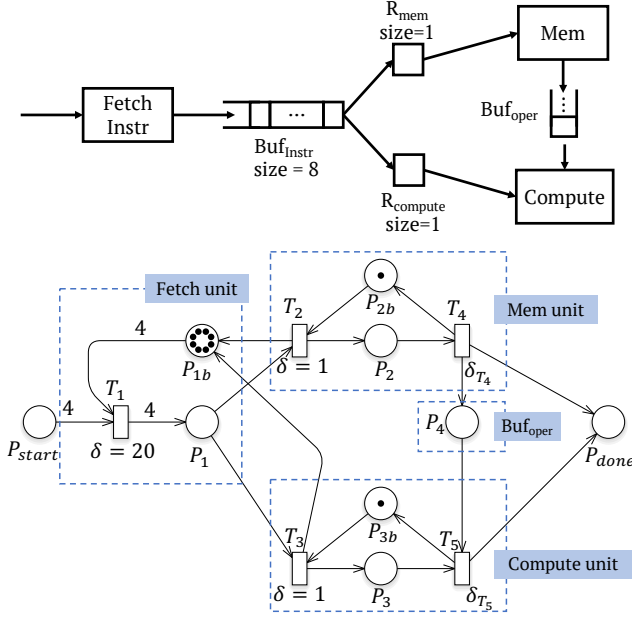 R_mem
size=1
Mem
Fetch
Instr
...
Buf_Instr
size = 8
Buf_oper
...
R_compute
size=1
Compute
Fetch unit
Mem unit
Compute unit
Buf_oper
P_start
4
T_1
δ = 20
4
P_1
4
P_1b
T_2
δ = 1
P_2b
P_2
T_4
δ_T_4
P_4
P_done
T_3
δ = 1
P_3b
P_3
T_5
δ_T_5